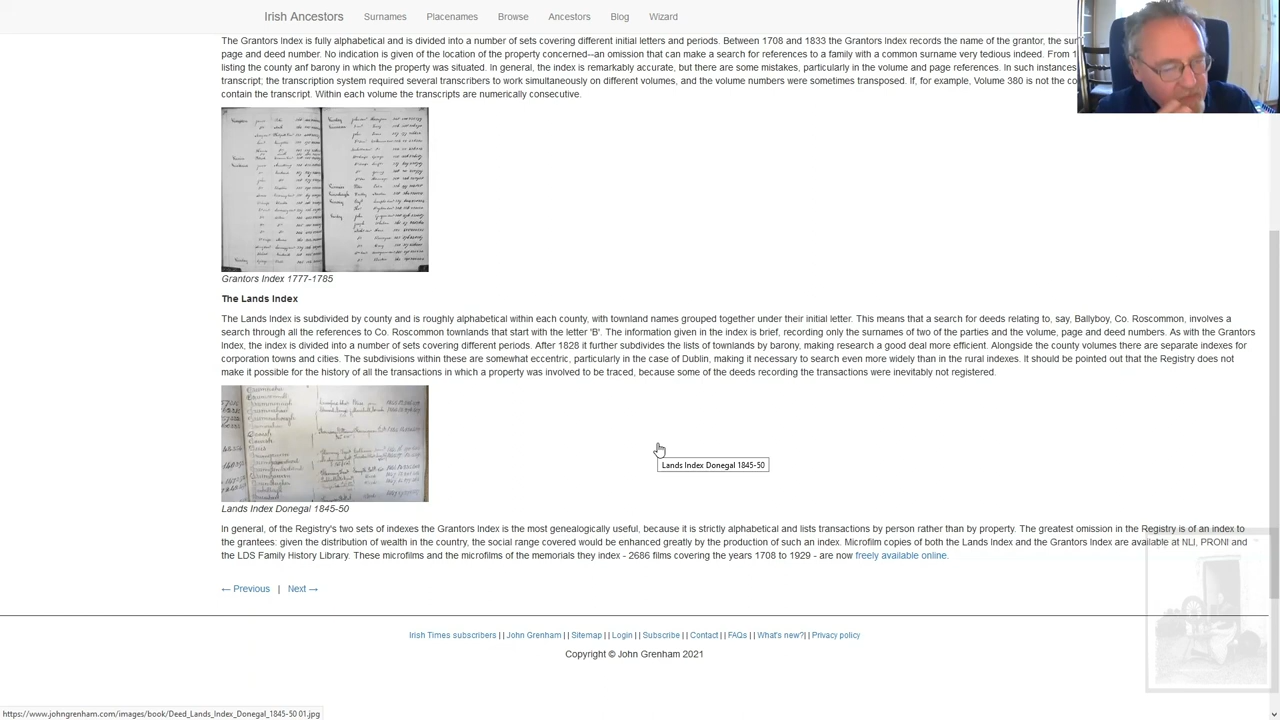 Irish Ancestors Surnames Placenames Browse Ancestors Blog Wizard
The Grantors Index is fully alphabetical and is divided into a number of sets covering different initial letters and periods. Between 1708 and 1833 the Grantors Index records the name of the grantor, the
page and deed number. No indication is given of the location of the property concerned--an omission that can make a search for references to a family with a common surname very tedious indeed. From
listing the county anf barony in which the property was situated. In general, the index is remarkably accurate, but there are some mistakes, particularly in the volume and page references. In such instances
transcript; the transcription system required several transcribers to work simultaneously on different volumes, and the volume numbers were sometimes transposed. If, for example, Volume 380 is not the
contain the transcript. Within each volume the transcripts are numerically consecutive.
Grantors Index 1777-1785
The Lands Index
The Lands Index is subdivided by county and is roughly alphabetical within each county, with townland names grouped together under their initial letter. This means that a search for deeds relating to, say, Ballyboy, Co. Roscommon, involves a
search through all the references to Co. Roscommon townlands that start with the letter 'B'. The information given in the index is brief, recording only the surnames of two of the parties and the volume, page and deed numbers. As with the Grantors
Index, the index is divided into a number of sets covering different periods. After 1828 it further subdivides the lists of townlands by barony, making research a good deal more efficient. Alongside the county volumes there are separate indexes for
corporation towns and cities. The subdivisions within these are somewhat eccentric, particularly in the case of Dublin, making it necessary to search even more widely than in the rural indexes. It should be pointed out that the Registry does not
make it possible for the history of all the transactions in which a property was involved to be traced, because some of the deeds recording the transactions were inevitably not registered.
Lands Index Donegal 1845-50
Lands Index Donegal 1845-50
In general, of the Registry's two sets of indexes the Grantors Index is the most genealogically useful, because it is strictly alphabetical and lists transactions by person rather than by property. The greatest omission in the Registry is of an index to
the grantees: given the distribution of wealth in the country, the social range covered would be enhanced greatly by the production of such an index. Microfilm copies of both the Lands Index and the Grantors Index are available at NLI, PRONI and
the LDS Family History Library. These microfilms and the microfilms of the memorials they index - 2686 films covering the years 1708 to 1929 - are now freely available online.
← Previous | Next →
Irish Times subscribers | | John Grenham | | Sitemap | | Login | | Subscribe | | Contact | | FAQs | | What's new?| | Privacy policy
Copyright © John Grenham 2021
https://www.johngrenham.com/images/book/Deed_Lands_Index_Donegal_1845-50 01.jpg